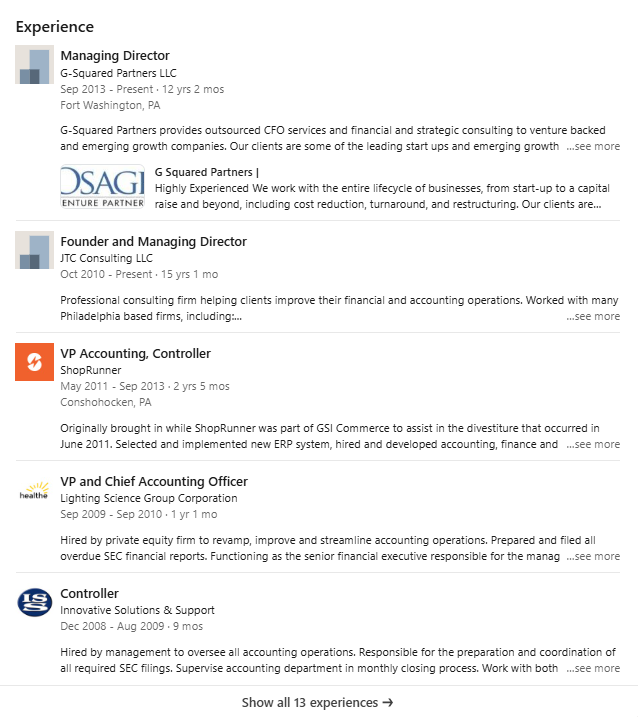 Experience
Managing Director
G-Squared Partners LLC
Sep 2013 - Present · 12 yrs 2 mos
Fort Washington, PA
G-Squared Partners provides outsourced CFO services and financial and strategic consulting to venture backed
and emerging growth companies. Our clients are some of the leading start ups and emerging growth ...see more
OSAGE
VENTURE PARTNER
G Squared Partners |
Highly Experienced We work with the entire lifecycle of businesses, from start-up to a capital
raise and beyond, including cost reduction, turnaround, and restructuring. Our clients are...
Founder and Managing Director
JTC Consulting LLC
Oct 2010 - Present · 15 yrs 1 mo
Professional consulting firm helping clients improve their financial and accounting operations. Worked with many
Philadelphia based firms, including:... ...see more
VP Accounting, Controller
ShopRunner
May 2011 - Sep 2013 · 2 yrs 5 mos
Conshohocken, PA
Originally brought in while ShopRunner was part of GSI Commerce to assist in the divestiture that occurred in
June 2011. Selected and implemented new ERP system, hired and developed accounting, finance and ...see more
healthe
VP and Chief Accounting Officer
Lighting Science Group Corporation
Sep 2009 - Sep 2010 · 1 yr 1 mo
Hired by private equity firm to revamp, improve and streamline accounting operations. Prepared and filed all
overdue SEC financial reports. Functioning as the senior financial executive responsible for the manag ...see more
IS&S
Controller
Innovative Solutions & Support
Dec 2008 - Aug 2009 · 9 mos
Hired by management to oversee all accounting operations. Responsible for the preparation and coordination of
all required SEC filings. Supervise accounting department in monthly closing process. Work with both ...see more
Show all 13 experiences →